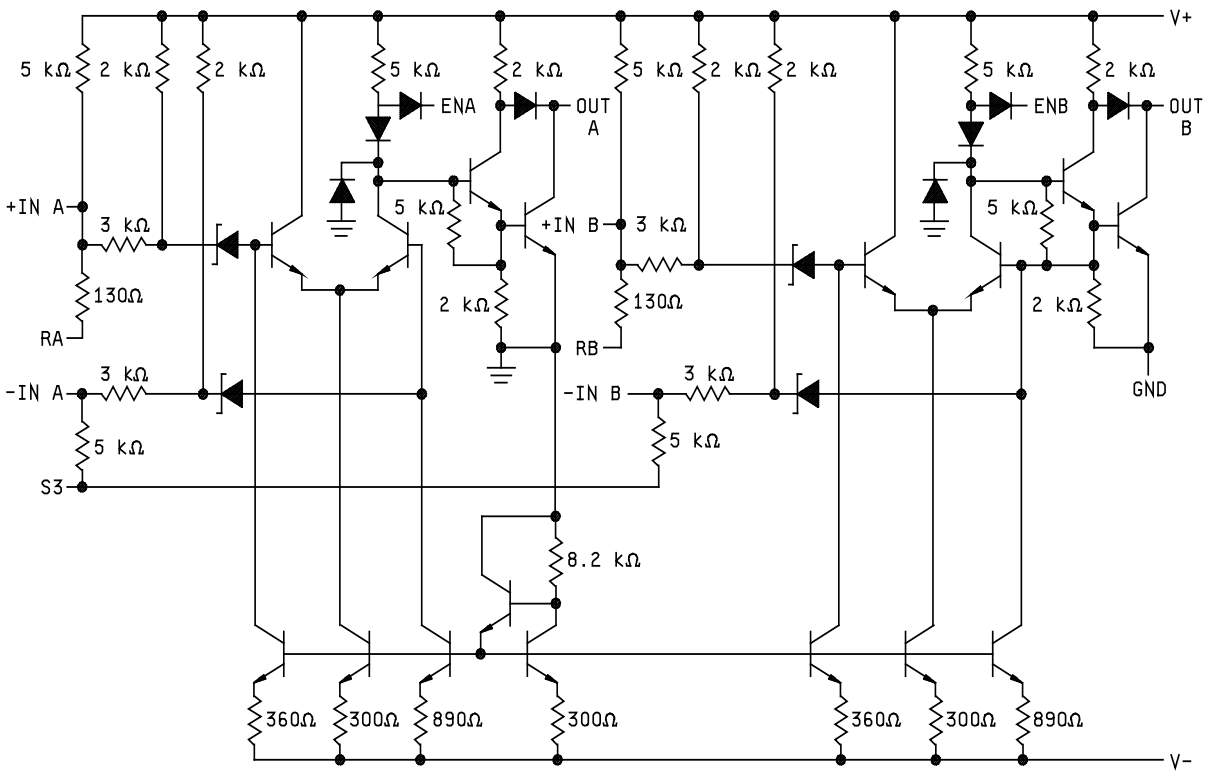 V+
5 kΩ 2 kΩ 2 kΩ 5 kΩ 2 kΩ 5 kΩ 2 kΩ 2 kΩ 5 kΩ 2 kΩ
ENA OUT ENB OUT
A B
+IN A 5 kΩ 5 kΩ
3 kΩ +IN B 3 kΩ
130Ω 2 kΩ 130Ω 2 kΩ
RA RB
-IN A 3 kΩ -IN B 3 kΩ GND
5 kΩ 5 kΩ
S3
8.2 kΩ
360Ω 300Ω 890Ω 300Ω 360Ω 300Ω 890Ω
V-